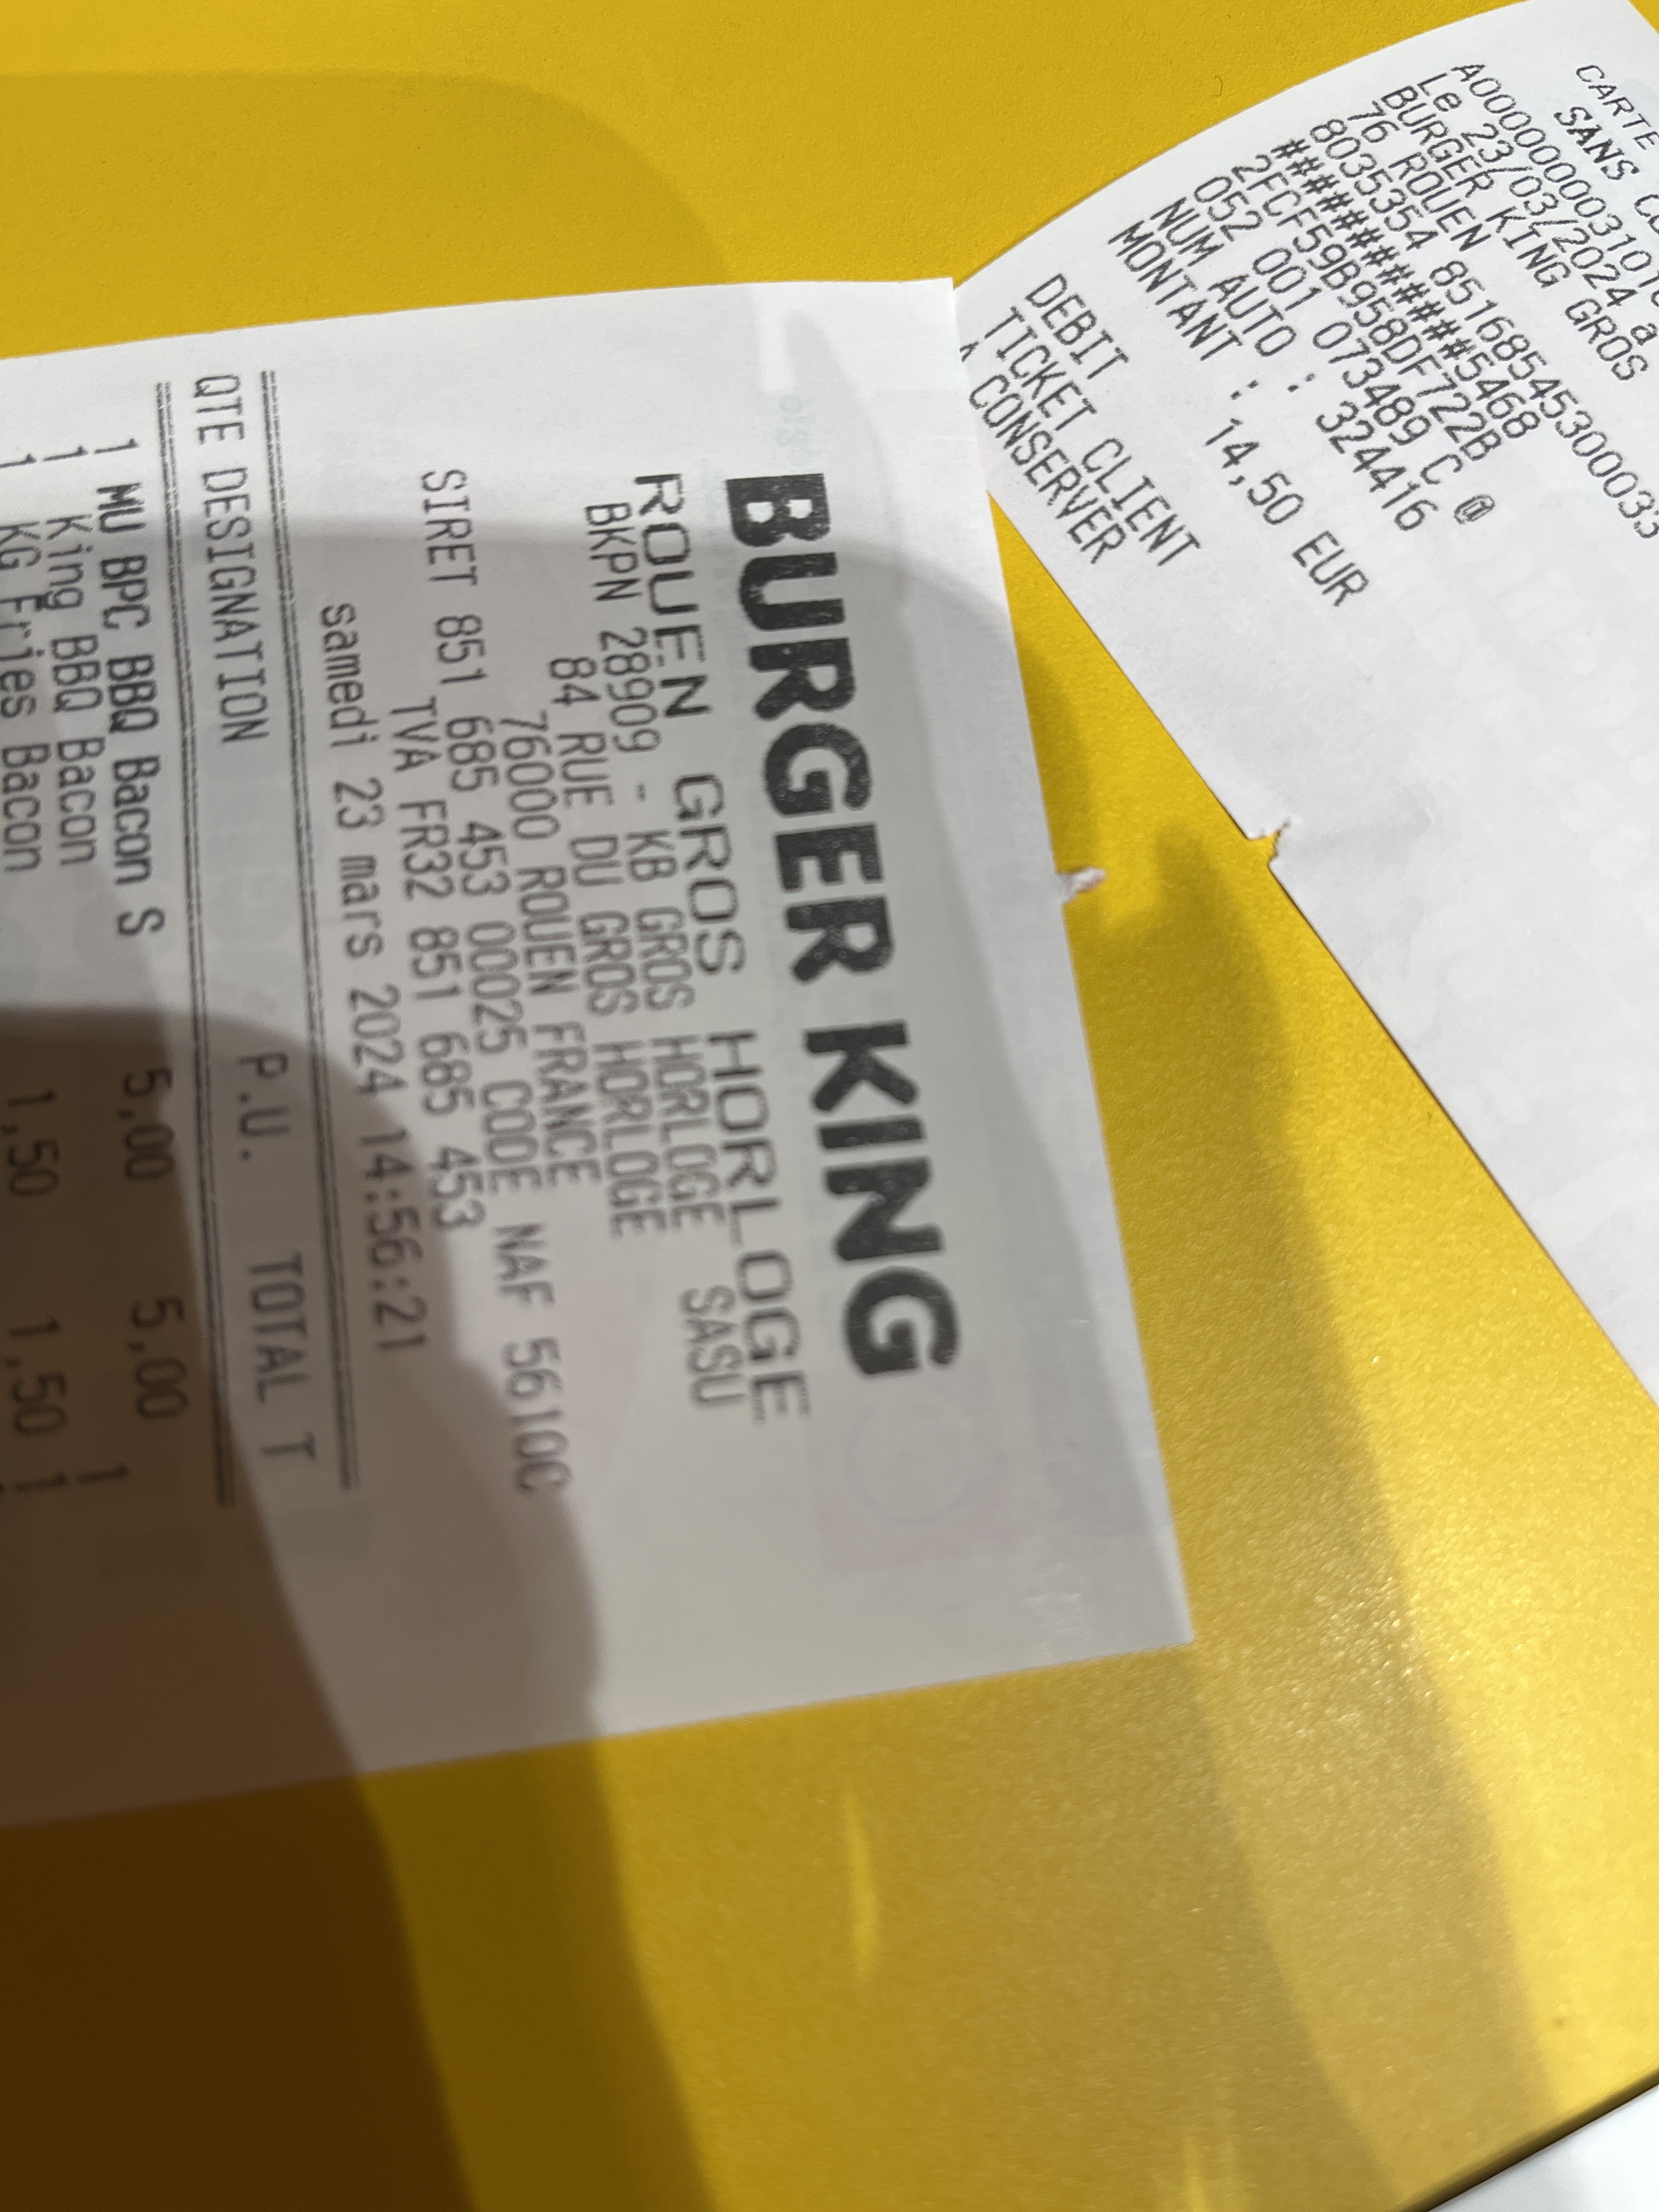 BURGER KING
ROUEN GROS HORLOGE
BKPN 28909 - KB GROS HORLOGE SASU
84 RUE DU GROS HORLOGE
76000 ROUEN FRANCE
SIRET 851 685 453 00025 CODE NAF 5610C
TVA FR32 851 685 453
samedi 23 mars 2024 14:56:21
QTE DESIGNATION P.U. TOTAL T
1 MU BPC BBQ Bacon S 5,00 5,00 1
1 King BBQ Bacon
1 KG Fries Bacon 1,50 1,50 1
CARTE
SANS
A0000000031010
Le 23/03/2024 a
BURGER KING GROS
76 ROUEN
8035354 85168545300033
############5468
2FCF59B958DF722B
052 001 073489 C @
NUM AUTO : 324416
MONTANT :
14,50 EUR
DEBIT
TICKET CLIENT
A CONSERVER